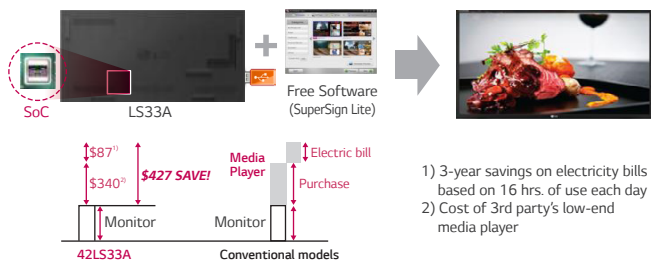 SoC
LS33A
Free Software
(SuperSign Lite)
$87¹⁾
$340²⁾
$427 SAVE!
Monitor
42LS33A
Media
Player
Electric bill
Purchase
Monitor
Conventional models
1) 3-year savings on electricity bills
based on 16 hrs. of use each day
2) Cost of 3rd party's low-end
media player